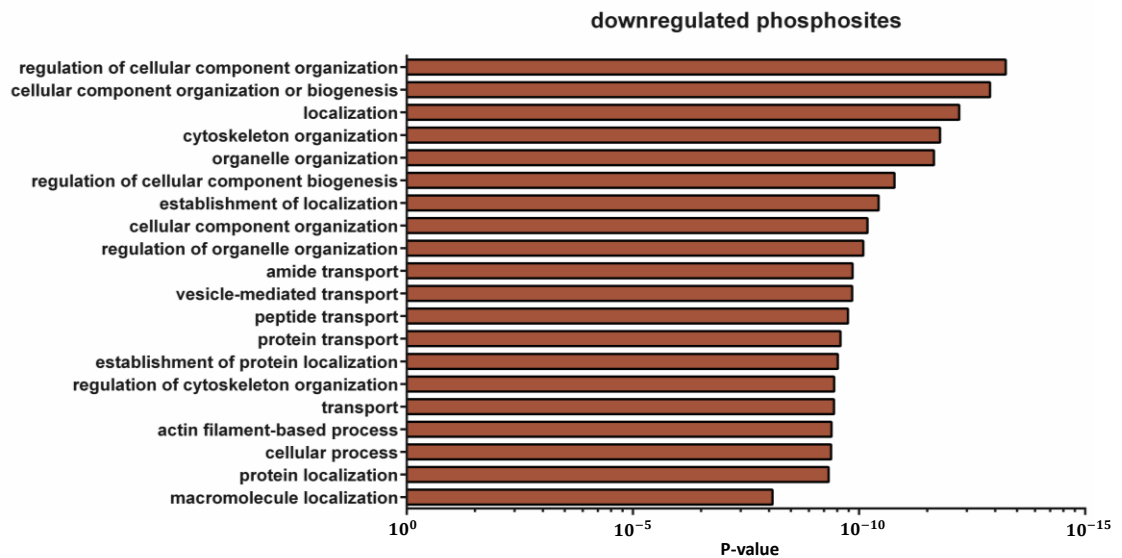 downregulated phosphosites
regulation of cellular component organization
cellular component organization or biogenesis
localization
cytoskeleton organization
organelle organization
regulation of cellular component biogenesis
establishment of localization
cellular component organization
regulation of organelle organization
amide transport
vesicle-mediated transport
peptide transport
protein transport
establishment of protein localization
regulation of cytoskeleton organization
transport
actin filament-based process
cellular process
protein localization
macromolecule localization
10⁰ 10⁻⁵ 10⁻¹⁰ 10⁻¹⁵
P-value